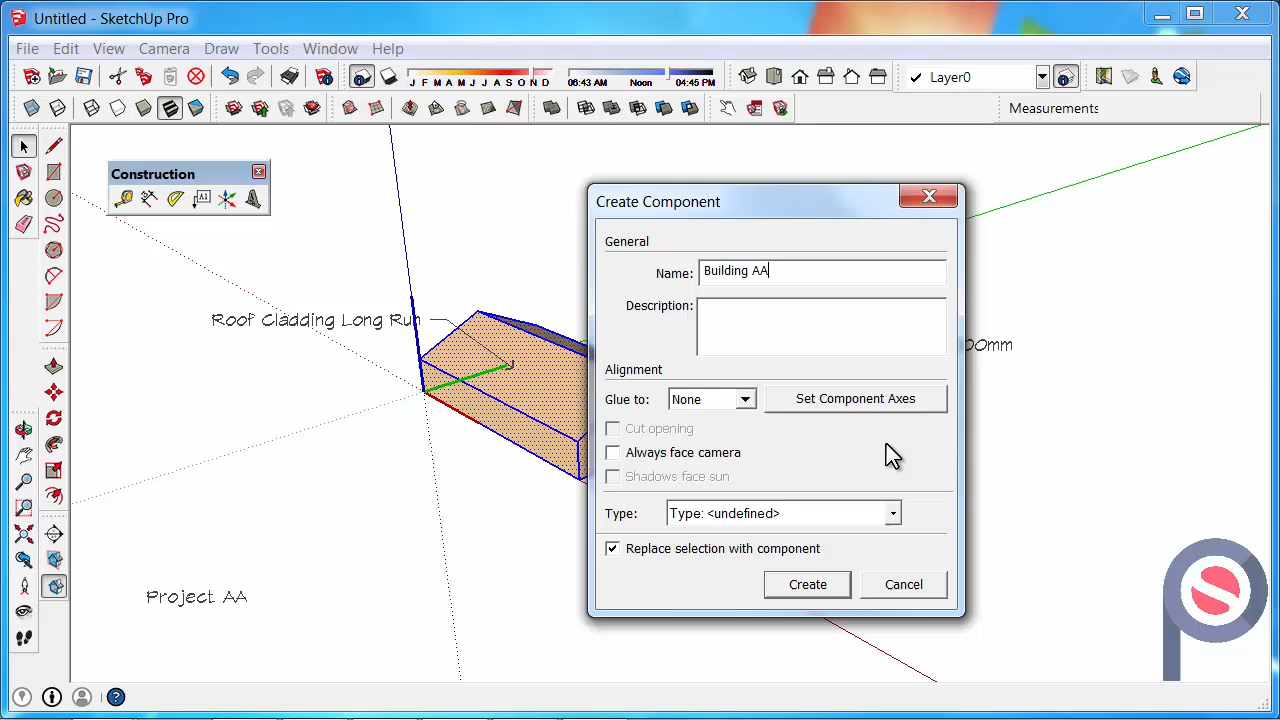 Untitled - SketchUp Pro
File Edit View Camera Draw Tools Window Help
J F M A M J J A S O N D
06:43 AM Noon 04:45 PM
Layer0
Measurements
Construction
A1
Create Component
General
Name: Building AA
Description:
Roof Cladding Long Run
00mm
Alignment
Glue to: None Set Component Axes
Cut opening
Always face camera
Shadows face sun
Type: Type: <undefined>
Replace selection with component
Create Cancel
Project AA